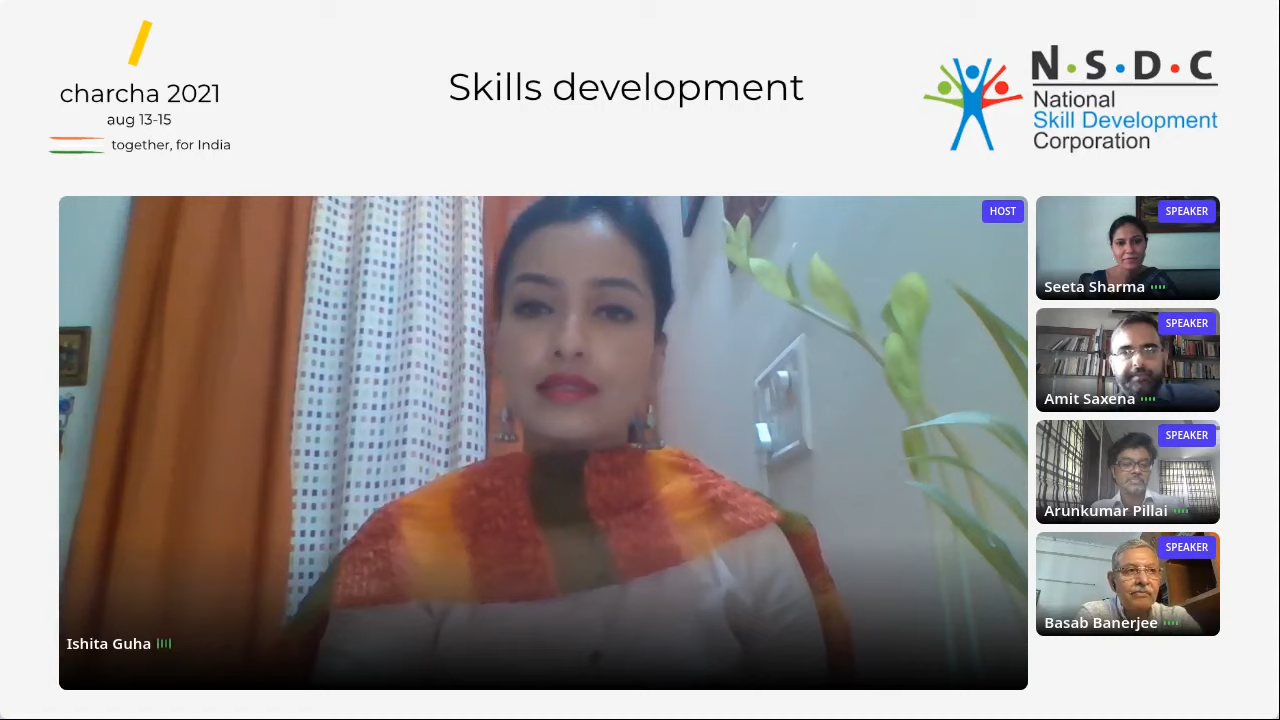 charcha 2021
aug 13-15
together, for India
Skills development
N·S·D·C
National
Skill Development
Corporation
HOST
Ishita Guha
SPEAKER
Seeta Sharma
SPEAKER
Amit Saxena
SPEAKER
Arunkumar Pillai
SPEAKER
Basab Banerjee